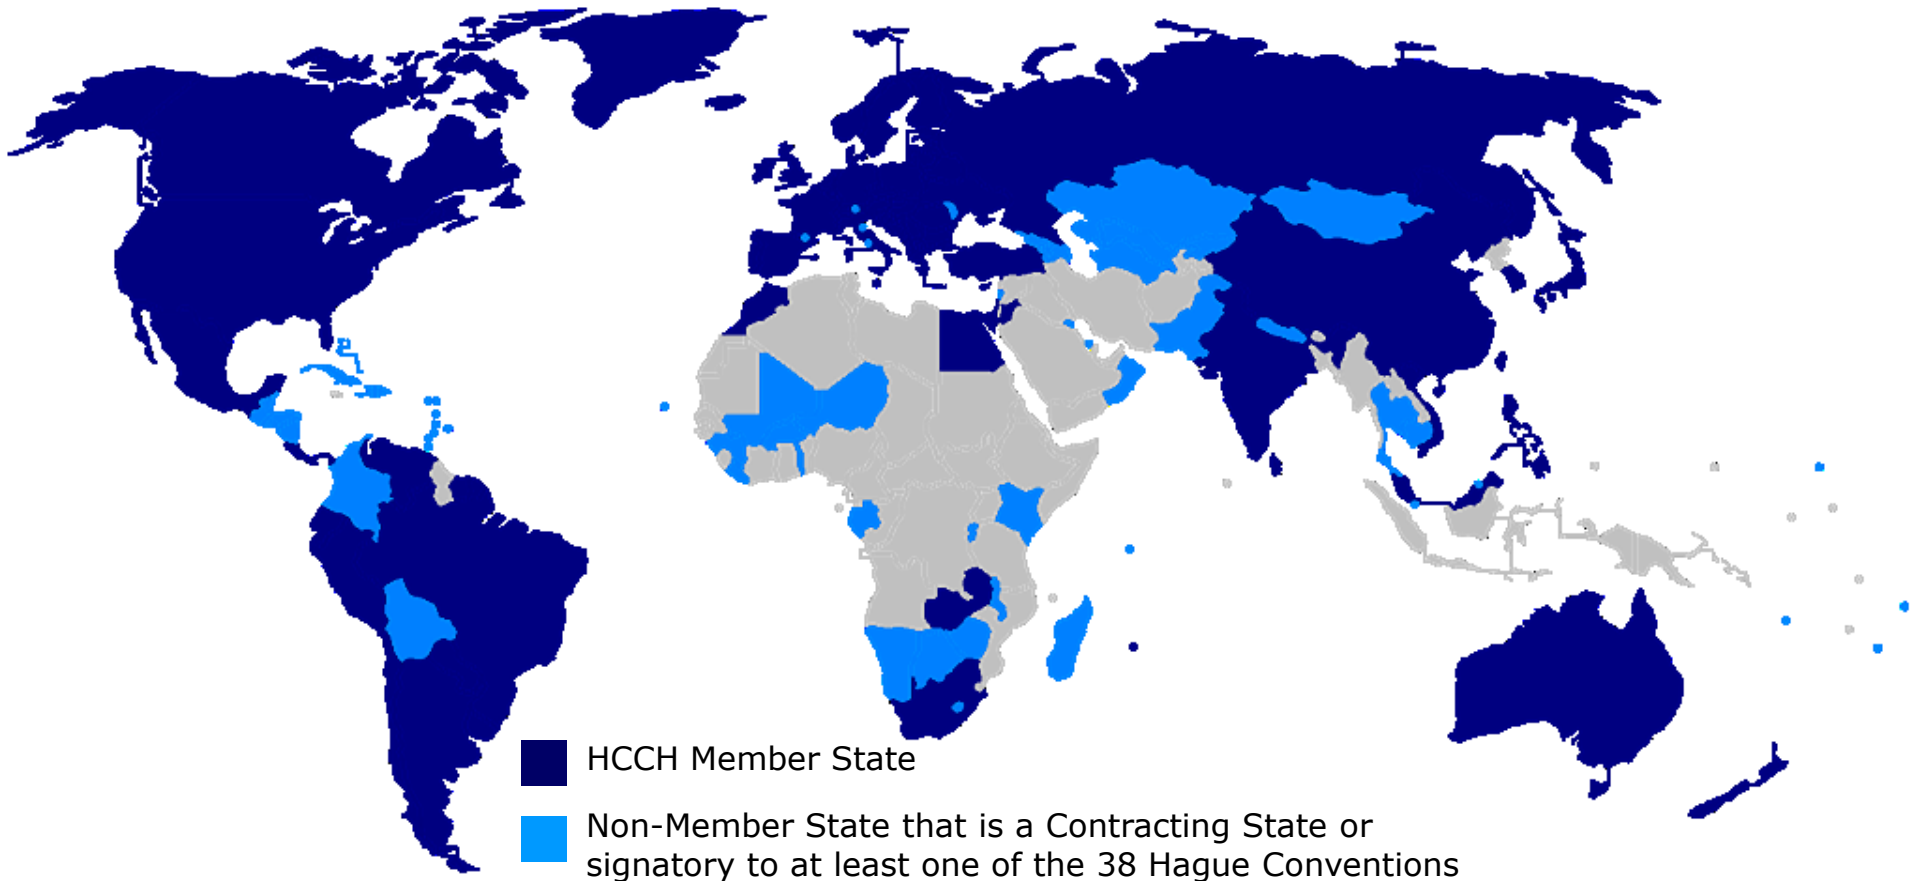 HCCH Member State
Non-Member State that is a Contracting State or
signatory to at least one of the 38 Hague Conventions